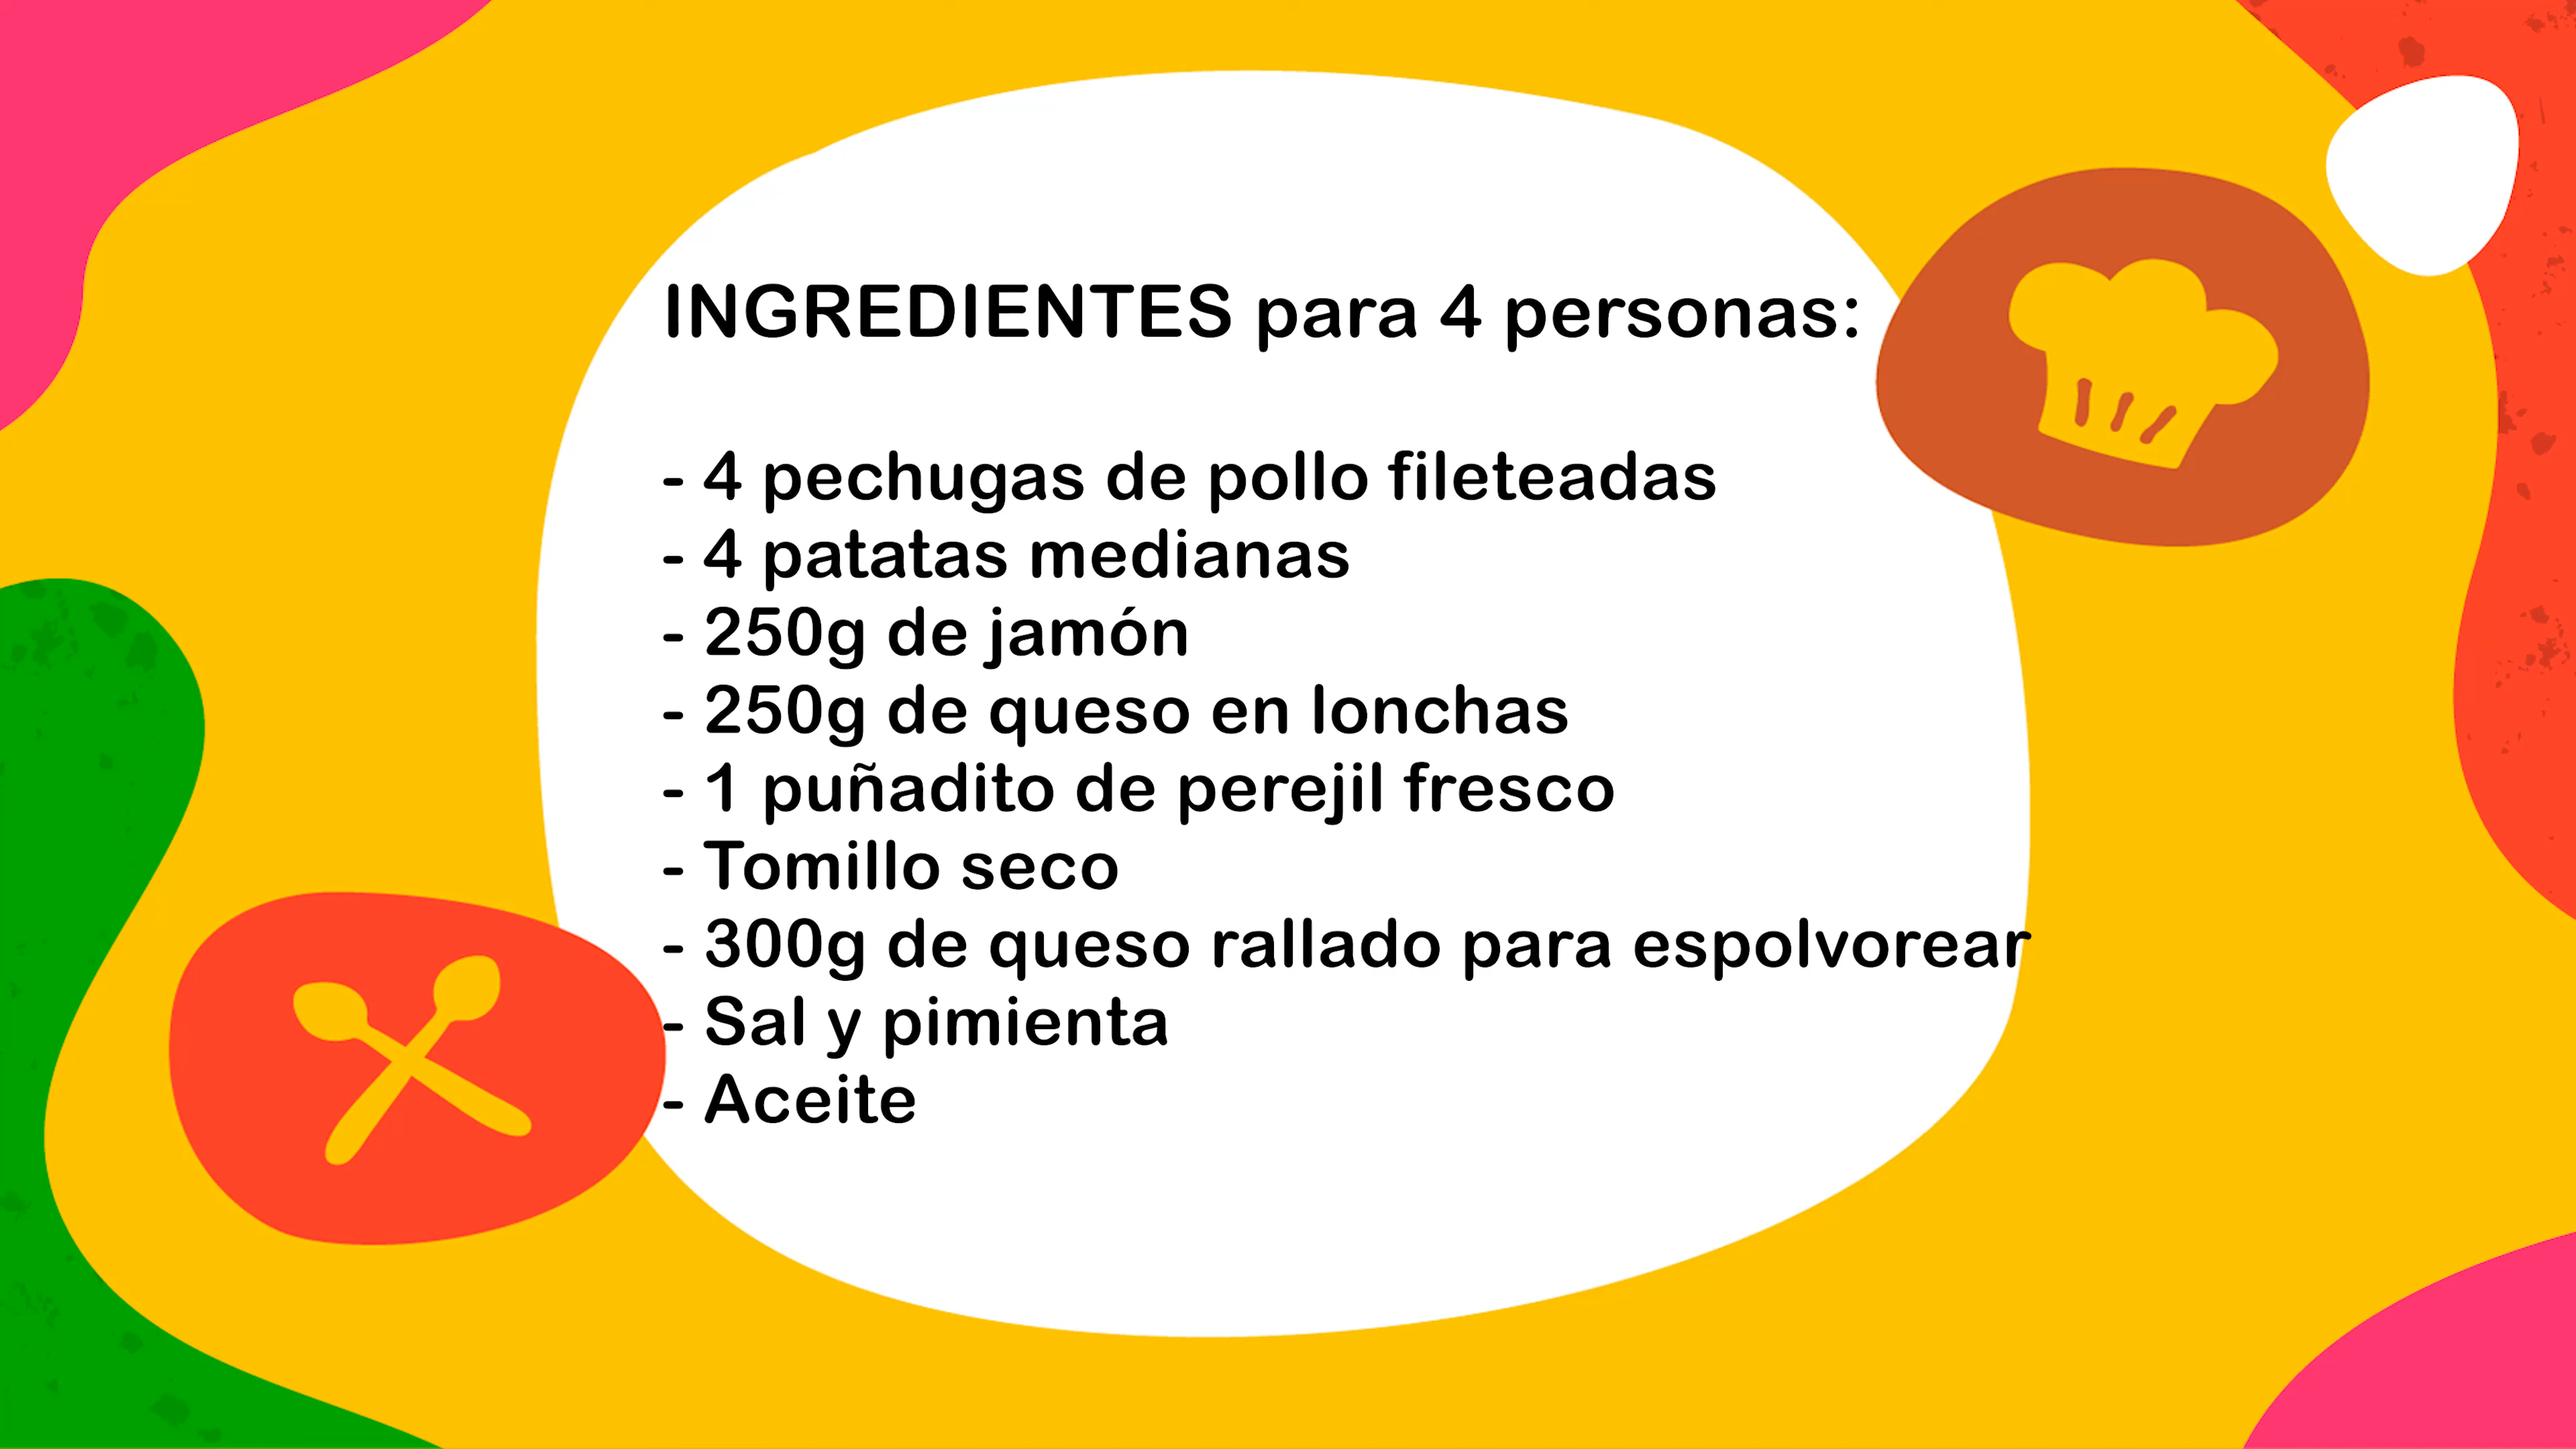 INGREDIENTES para 4 personas:
- 4 pechugas de pollo fileteadas
- 4 patatas medianas
- 250g de jamón
- 250g de queso en lonchas
- 1 puñadito de perejil fresco
- Tomillo seco
- 300g de queso rallado para espolvorear
- Sal y pimienta
- Aceite